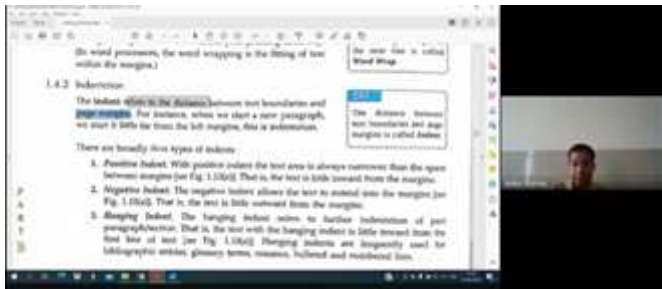 (In word processors, the word wrapping is the fitting of text
within the margins.)
the next line is called
Word Wrap.
1.4.2 Indentation
The indent refers to the distance between text boundaries and
page margins. For instance, when we start a new paragraph,
we start it little far from the left margin, this is indentation.
The distance between
text boundaries and page
margins is called Indent.
There are broadly three types of indents :
1. Positive Indent. With positive indent the text area is always narrower than the space
between margins [see Fig. 1.10(a)] That is, the text is little inward from the margins.
2. Negative Indent. The negative indent allows the text to extend into the margins [see
Fig. 1.10(a)]. That is, the text is little outward from the margins.
3. Hanging Indent. The hanging indent refers to further indentation of part
paragraph/section. That is, the text with the hanging indent is little inward from the
first line of text [see Fig. 1.10(a)] Hanging indents are frequently used for
bibliographic entries, glossary terms, resumes, bulleted and numbered lists.
P
A
R
T